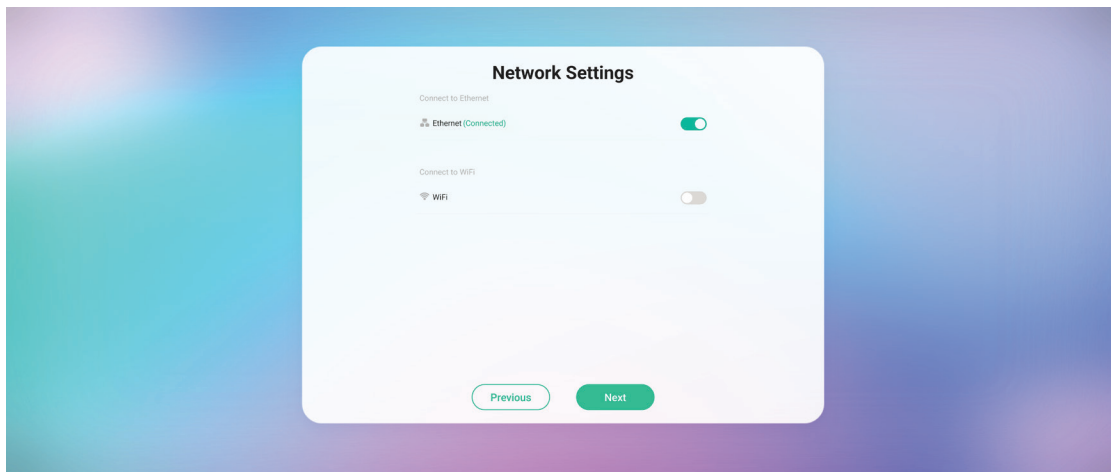 Network Settings
Connect to Ethernet
Ethernet (Connected)
Connect to WiFi
WiFi
Previous
Next